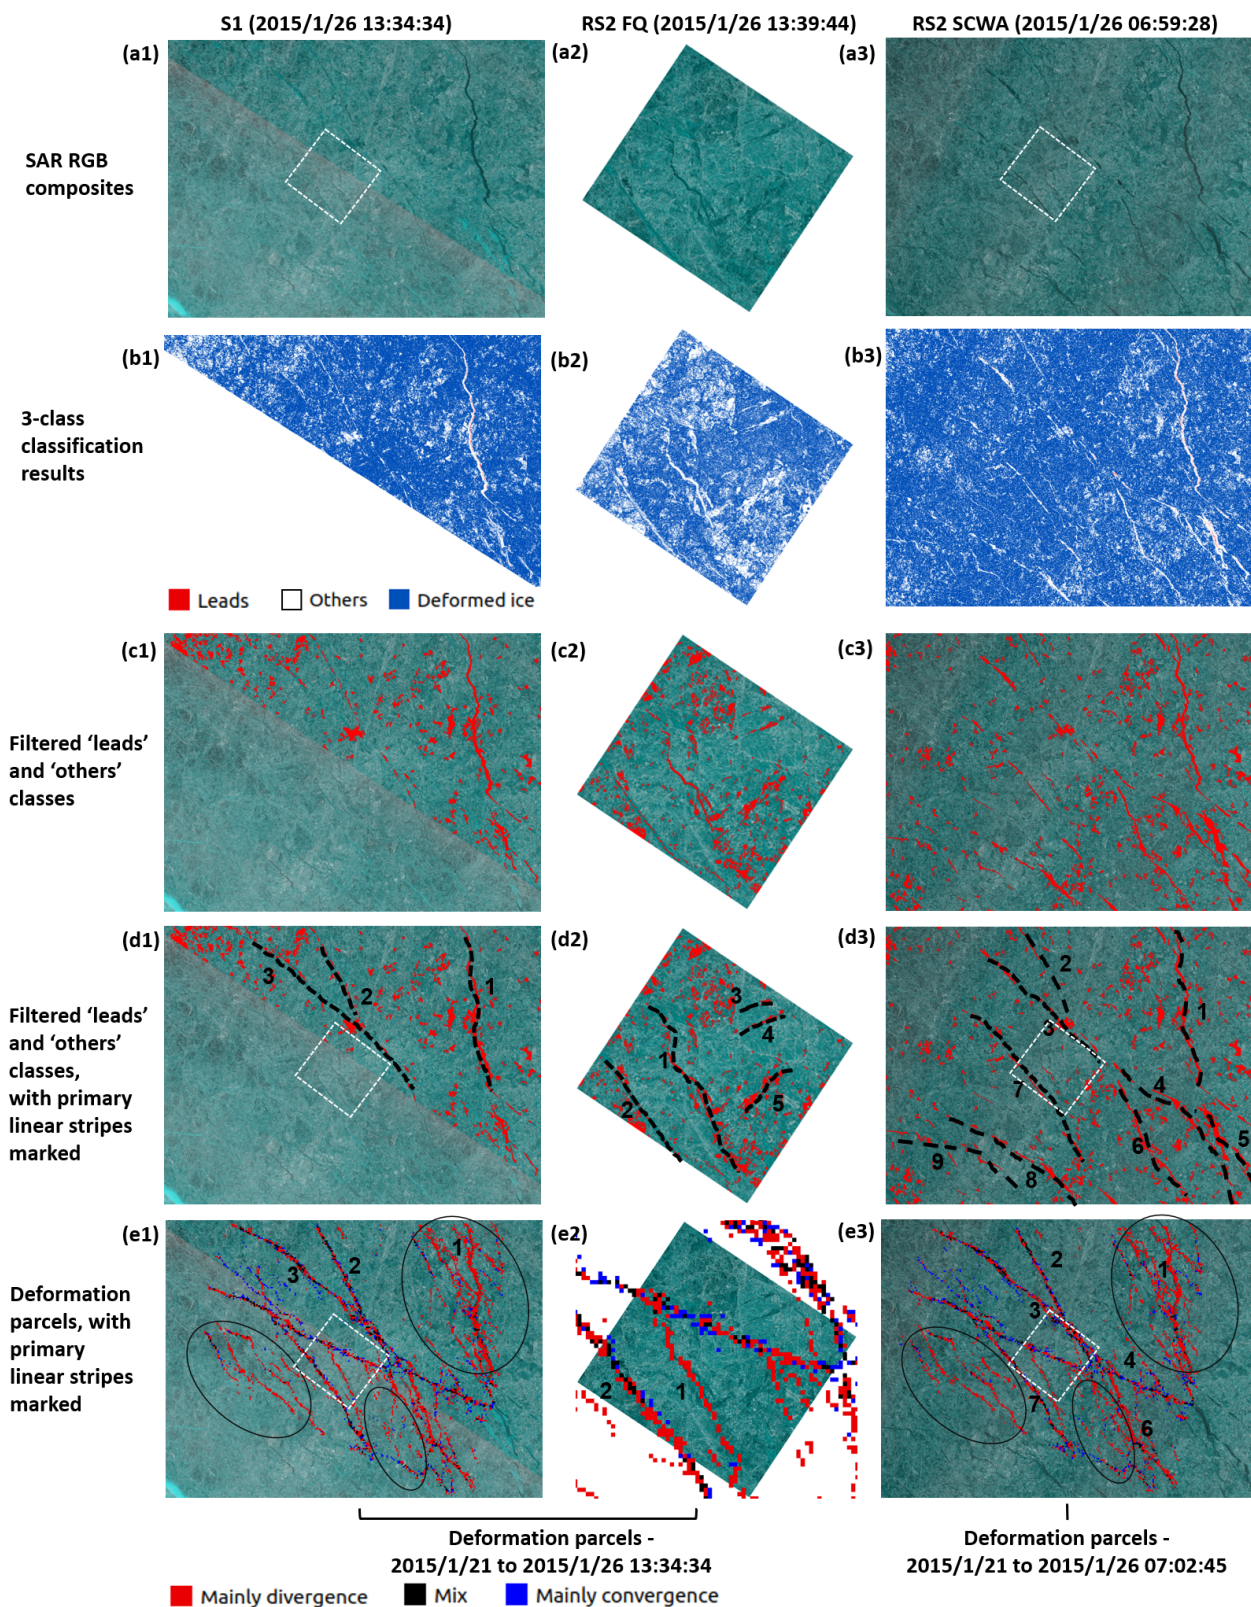 S1 (2015/1/26 13:34:34)
RS2 FQ (2015/1/26 13:39:44)
RS2 SCWA (2015/1/26 06:59:28)
(a1)
(a2)
(a3)
SAR RGB
composites
(b1)
(b2)
(b3)
3-class
classification
results
Leads
Others
Deformed ice
(c1)
(c2)
(c3)
Filtered ‘leads’
and ‘others’
classes
(d1)
3
2
1
(d2)
3
4
1
2
5
(d3)
2
1
3
7
4
5
6
9
8
Filtered ‘leads’
and ‘others’
classes,
with primary
linear stripes
marked
(e1)
3
2
1
(e2)
1
2
(e3)
2
1
3
4
7
6
Deformation
parcels, with
primary
linear stripes
marked
Deformation parcels -
2015/1/21 to 2015/1/26 13:34:34
Deformation parcels -
2015/1/21 to 2015/1/26 07:02:45
Mainly divergence
Mix
Mainly convergence